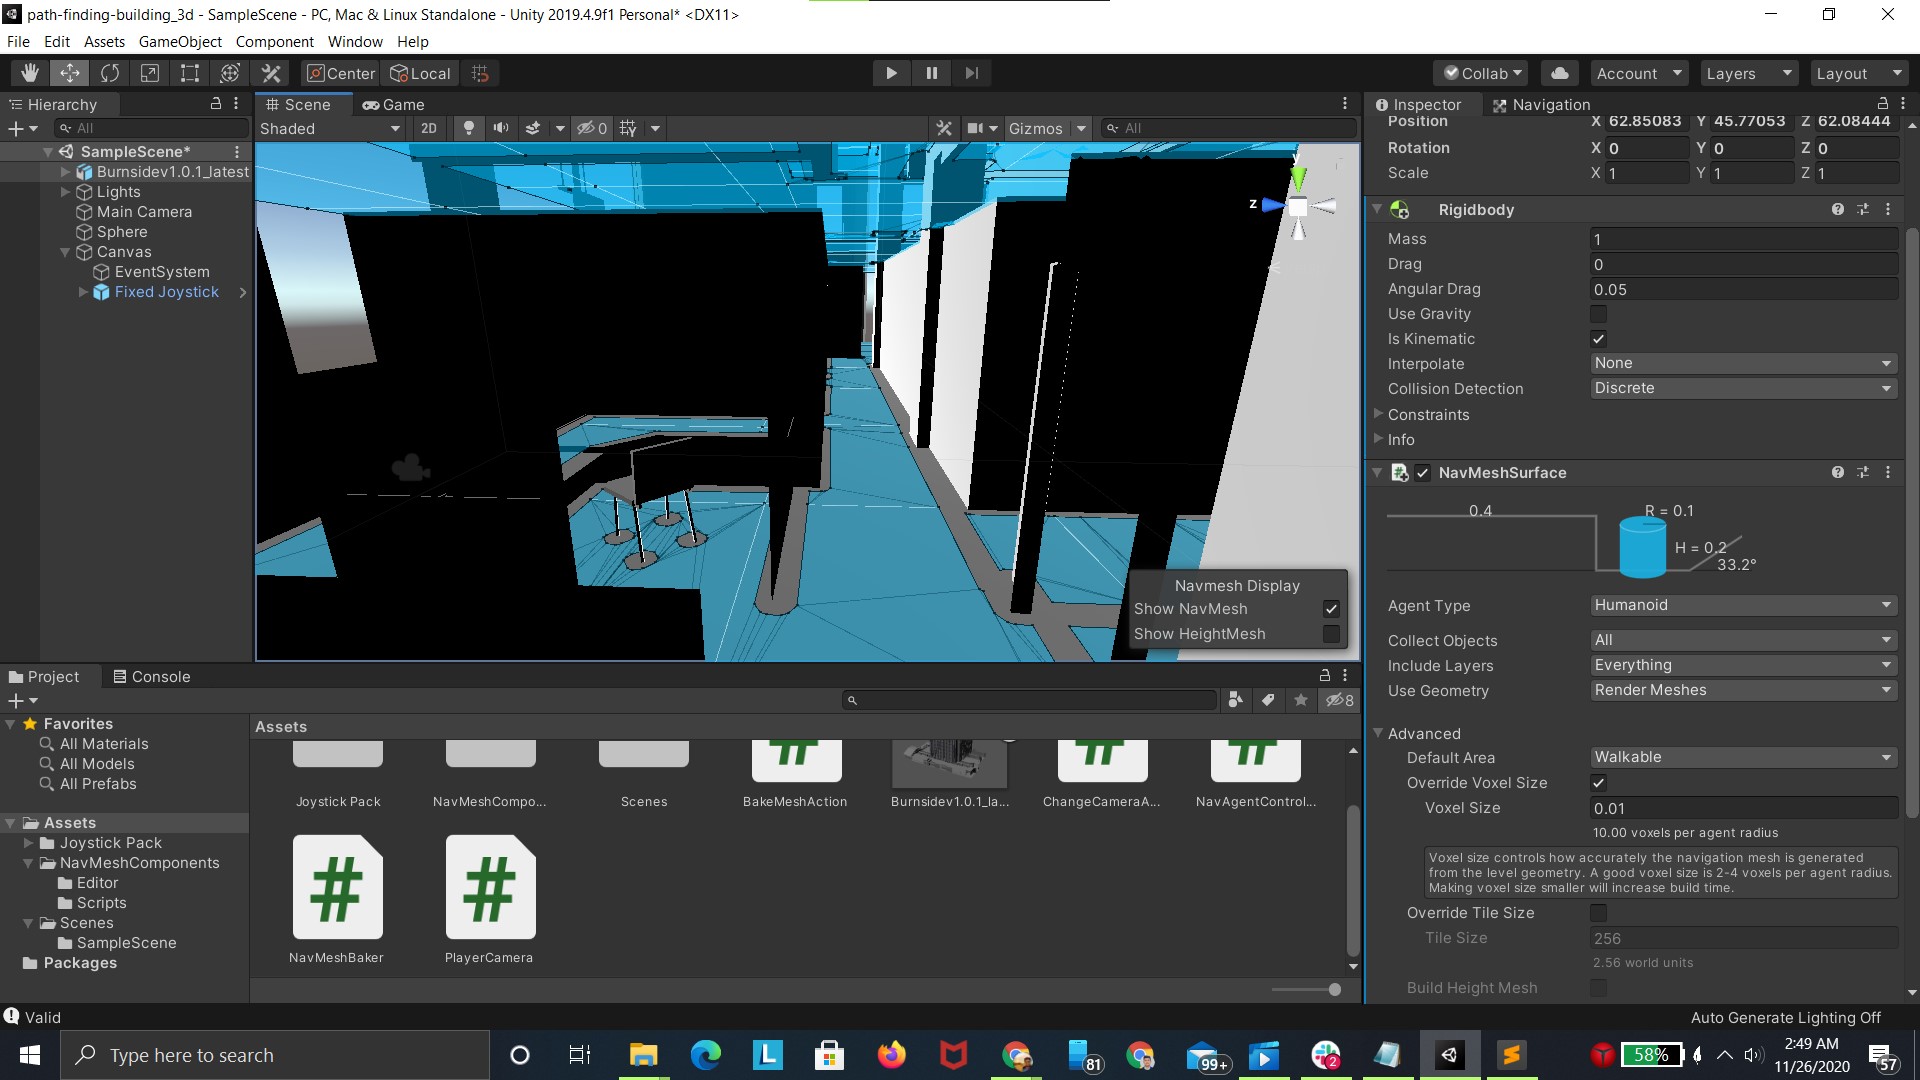 path-finding-building_3d - SampleScene - PC, Mac & Linux Standalone - Unity 2019.4.9f1 Personal* <DX11>
File Edit Assets GameObject Component Window Help
Center Local Collab Account Layers Layout
Hierarchy
All
SampleScene*
Burnsidev1.0.1_latest
Lights
Main Camera
Sphere
Canvas
EventSystem
Fixed Joystick
Scene Game
Shaded 2D 0 Gizmos All
y
z
Navmesh Display
Show NavMesh
Show HeightMesh
Inspector Navigation
Position X 62.85083 Y 45.77053 Z 62.08444
Rotation X 0 Y 0 Z 0
Scale X 1 Y 1 Z 1
Rigidbody
Mass 1
Drag 0
Angular Drag 0.05
Use Gravity
Is Kinematic
Interpolate None
Collision Detection Discrete
Constraints
Info
NavMeshSurface
0.4 R = 0.1
H = 0.2
33.2°
Agent Type Humanoid
Collect Objects All
Include Layers Everything
Use Geometry Render Meshes
Advanced
Default Area Walkable
Override Voxel Size
Voxel Size 0.01
10.00 voxels per agent radius
Voxel size controls how accurately the navigation mesh is generated
from the level geometry. A good voxel size is 2-4 voxels per agent radius.
Making voxel size smaller will increase build time.
Override Tile Size
Tile Size 256
2.56 world units
Build Height Mesh
Project Console
8
Favorites
All Materials
All Models
All Prefabs
Assets
Joystick Pack
NavMeshComponents
Editor
Scripts
Scenes
SampleScene
Packages
Assets
Joystick Pack NavMeshCompo... Scenes BakeMeshAction Burnsidev1.0.1_la... ChangeCameraA... NavAgentControl...
NavMeshBaker PlayerCamera
Valid
Auto Generate Lighting Off
Type here to search
L
81
99+
2
58%
2:49 AM
11/26/2020
57